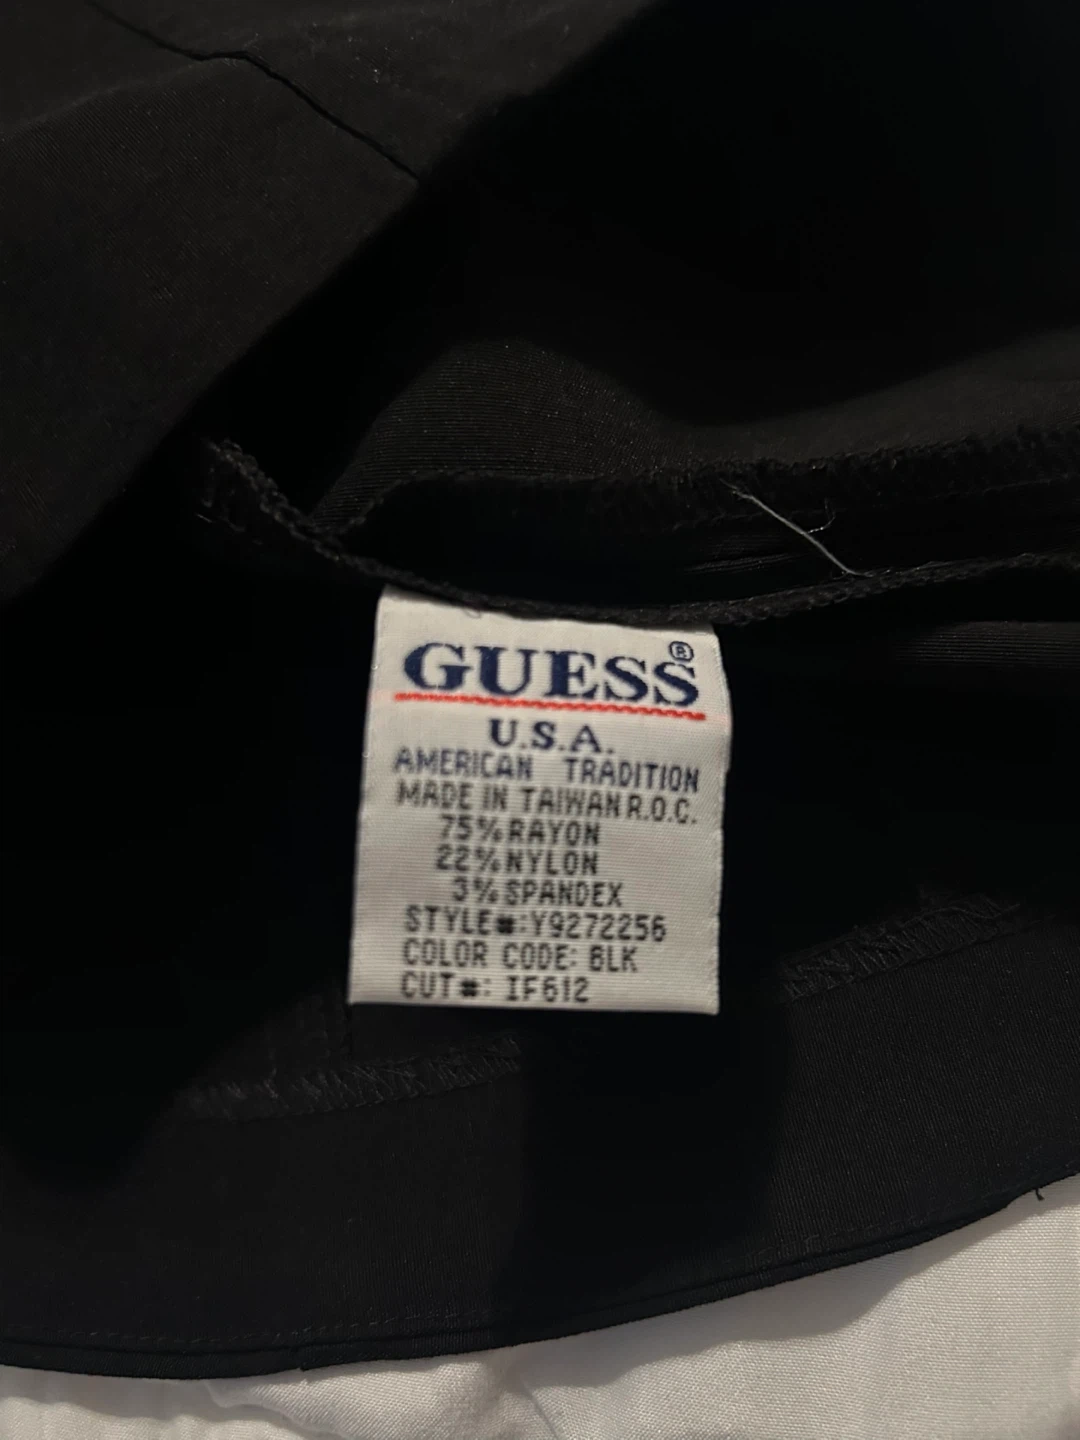 GUESS®
U.S.A.
AMERICAN TRADITION
MADE IN TAIWAN R.O.C.
75% RAYON
22% NYLON
3% SPANDEX
STYLE#:Y9272256
COLOR CODE: BLK
CUT#: IF612